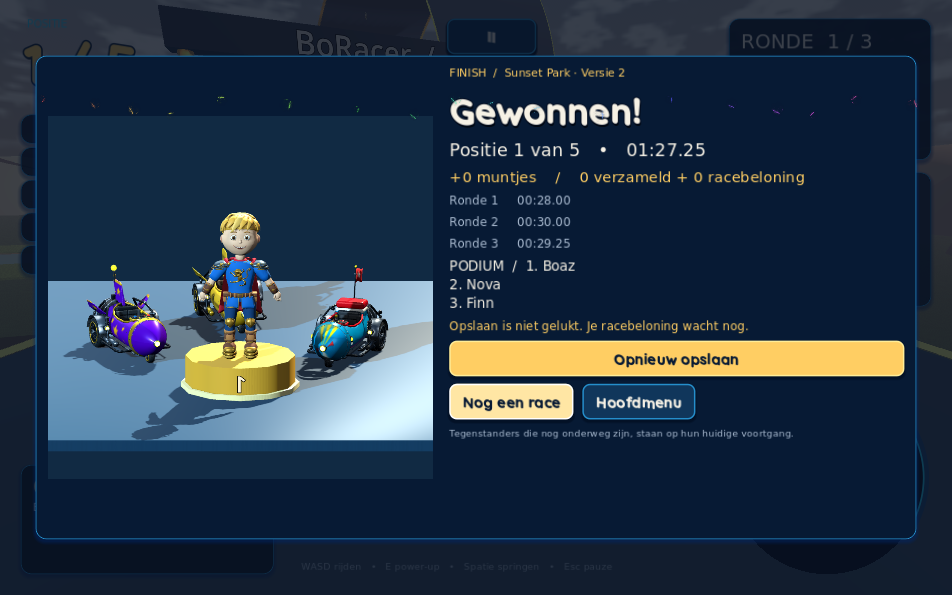 1/5
BoRacer /
RONDE 1 / 3
FINISH / Sunset Park · Versie 2
Gewonnen!
Positie 1 van 5 • 01:27.25
+0 muntjes / 0 verzameld + 0 racebeloning
Ronde 1 00:28.00
Ronde 2 00:30.00
Ronde 3 00:29.25
PODIUM / 1. Boaz
2. Nova
3. Finn
Opslaan is niet gelukt. Je racebeloning wacht nog.
Opnieuw opslaan
Nog een race
Hoofdmenu
Tegenstanders die nog onderweg zijn, staan op hun huidige voortgang.
1
WASD rijden • E power-up • Spatie springen • Esc pauze